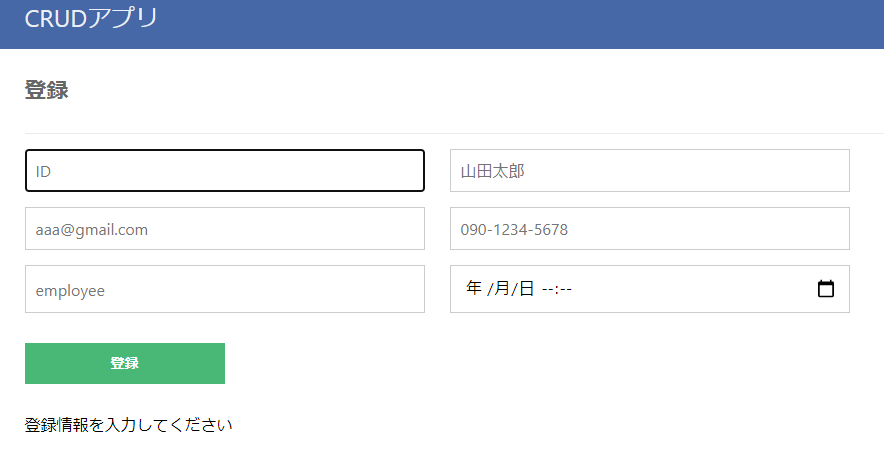 CRUDアプリ
登録
ID
山田太郎
aaa@gmail.com
090-1234-5678
employee
年 /月/日 --:--
登録
登録情報を入力してください